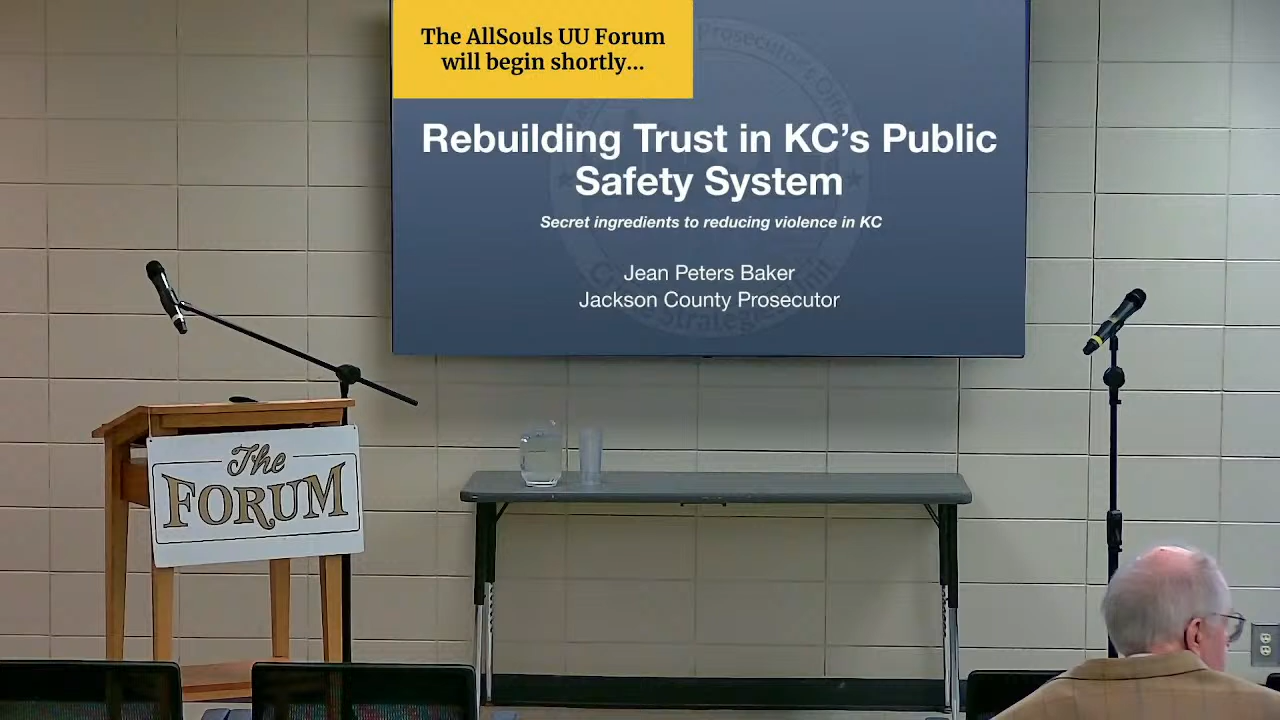 The AllSouls UU Forum
will begin shortly...
Rebuilding Trust in KC's Public
Safety System
Secret ingredients to reducing violence in KC
Jean Peters Baker
Jackson County Prosecutor
The
FORUM